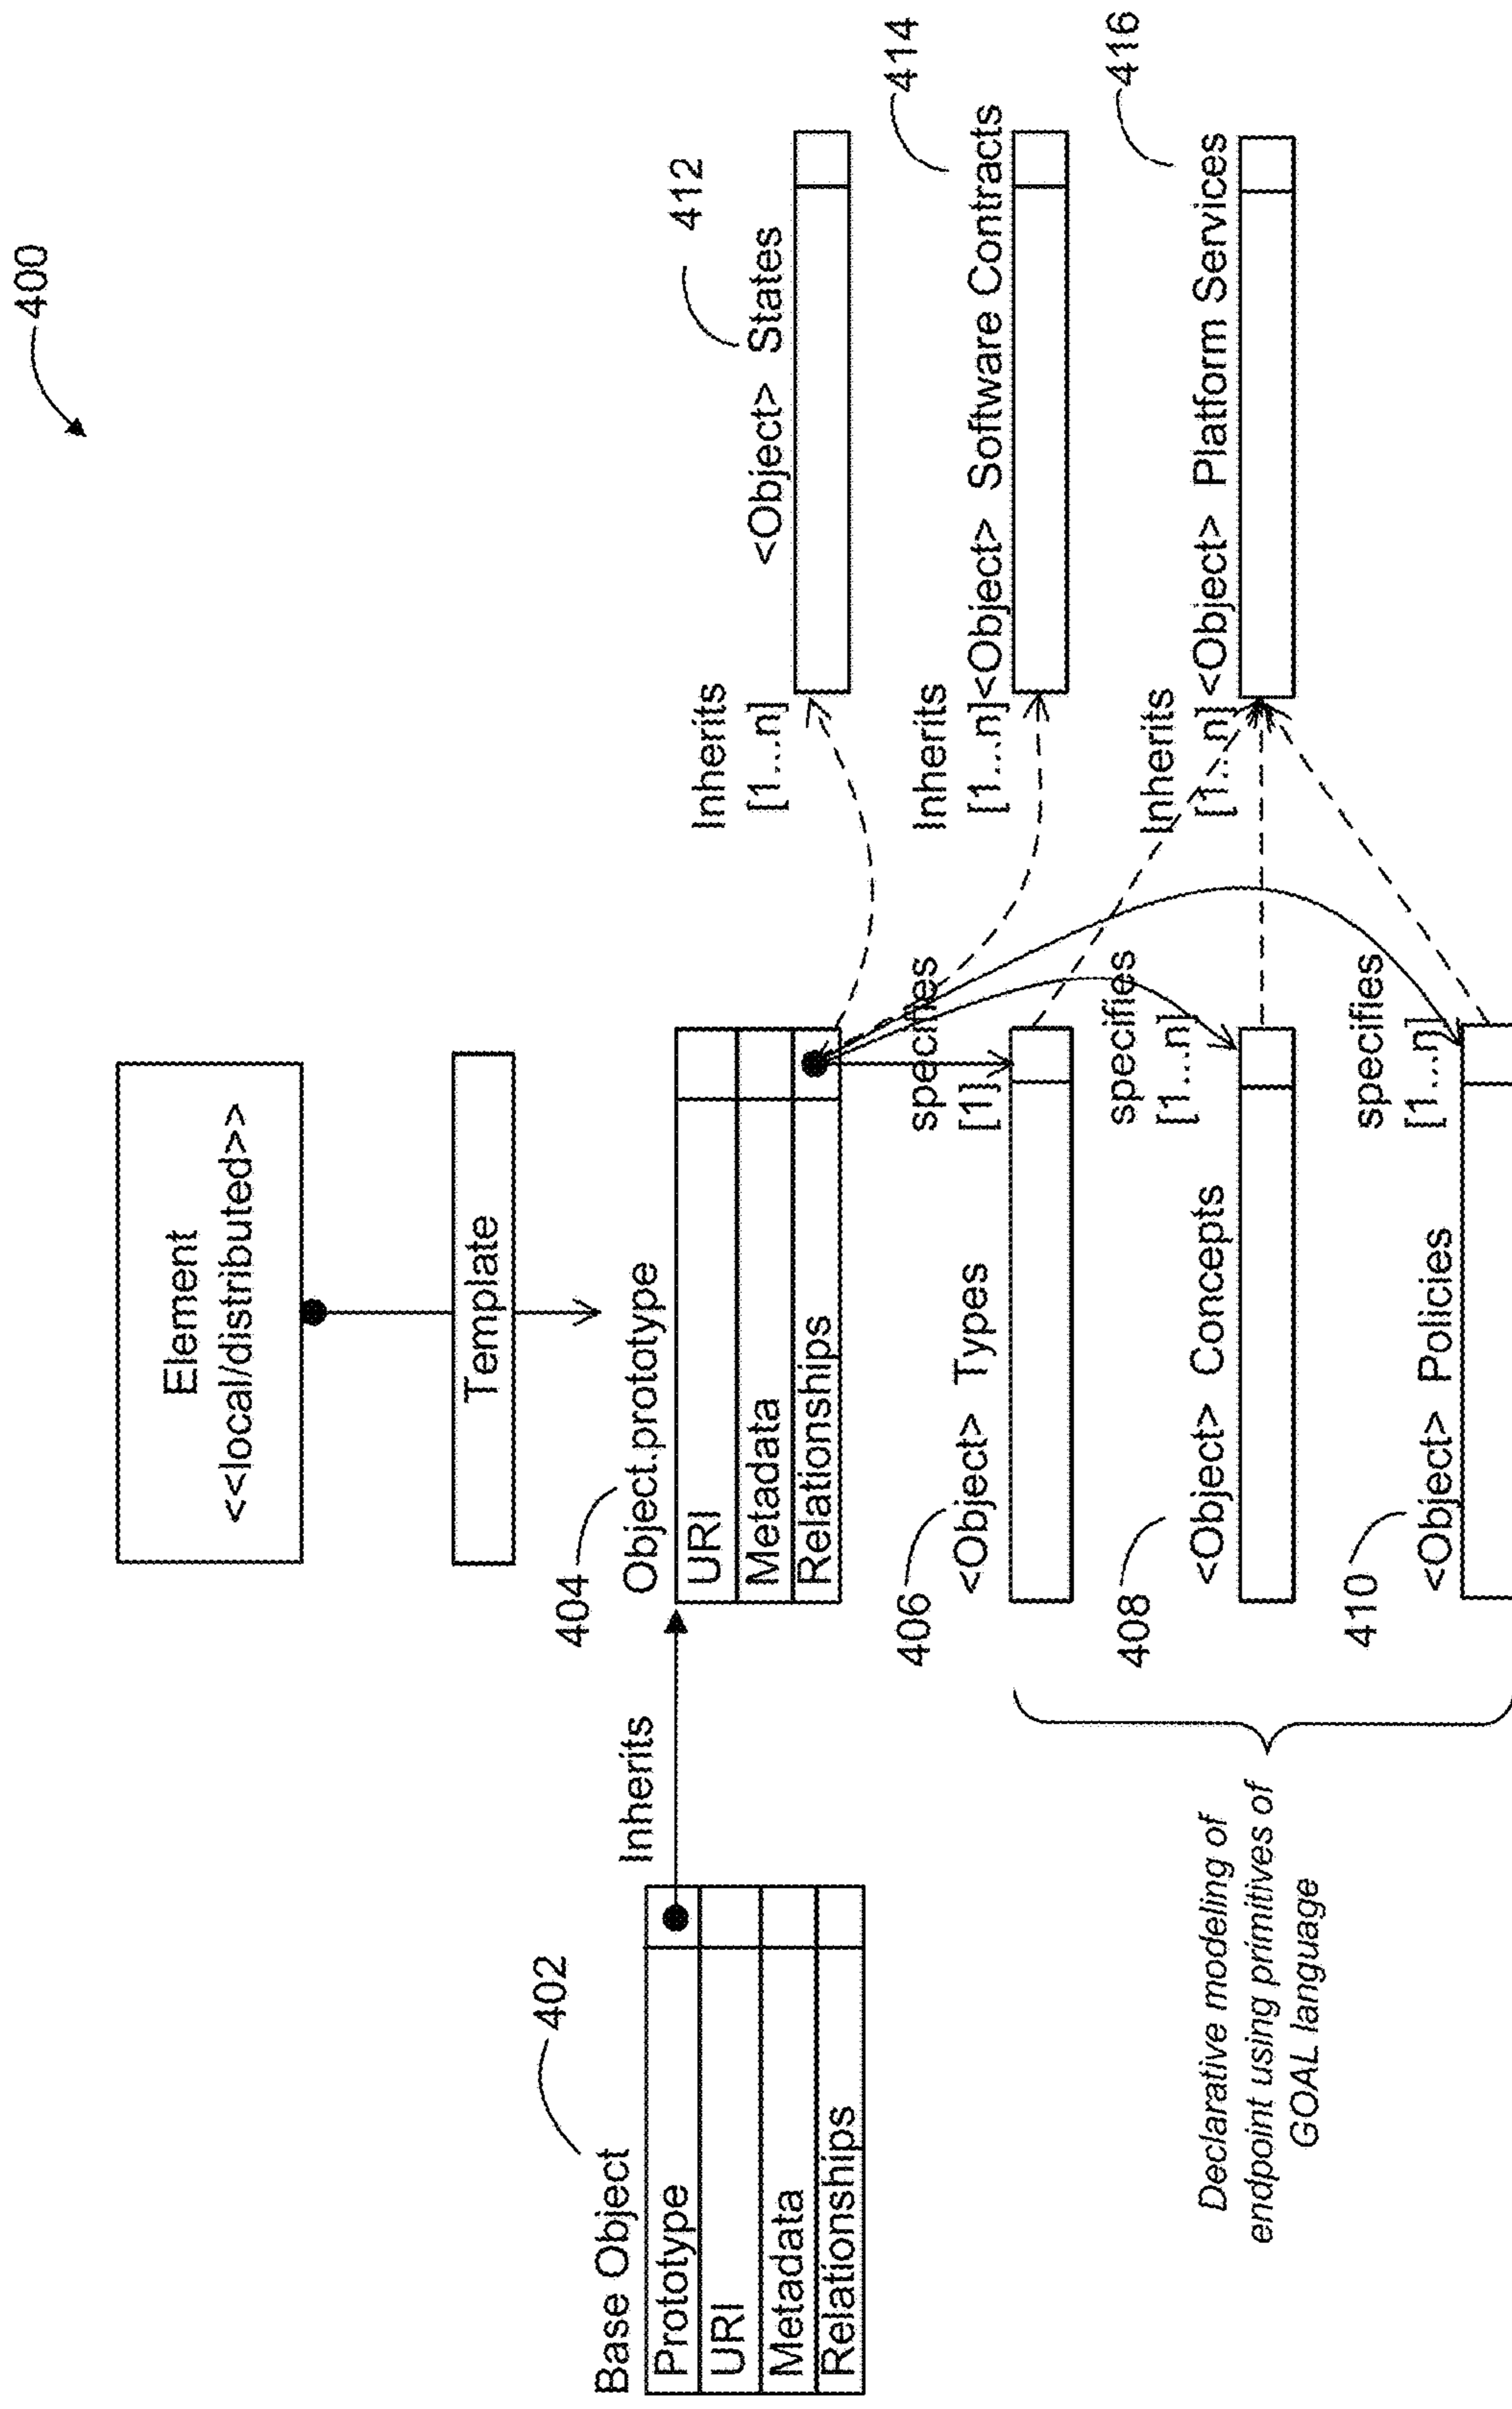 400
Element
<<local/distributed>>
Template
402
Base Object
Prototype
URI
Metadata
Relationships
Inherits
404
Object.prototype
URI
Metadata
Relationships
Inherits
[1...n]
412
<Object> States
specifies
[1]
406
<Object> Types
Inherits
[1...n]
414
<Object> Software Contracts
specifies
[1...n]
408
<Object> Concepts
Inherits
[1...n]
416
<Object> Platform Services
specifies
[1...n]
410
<Object> Policies
Declarative modeling of
endpoint using primitives of
GOAL language